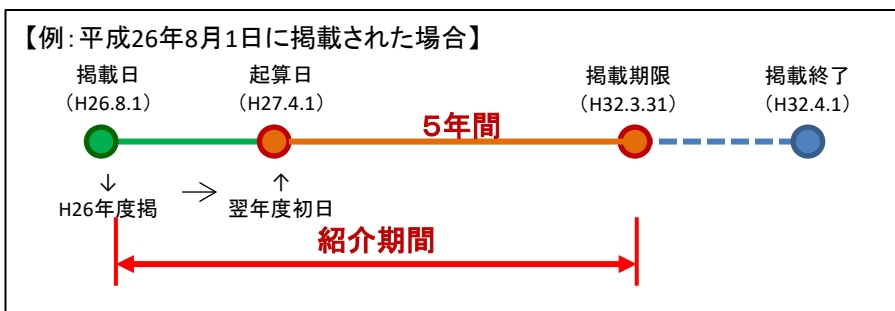 【例：平成26年8月1日に掲載された場合】
掲載日 起算日 掲載期限 掲載終了
（H26.8.1） （H27.4.1） （H32.3.31） （H32.4.1）
５年間
↓ → ↑
H26年度掲 翌年度初日
紹介期間